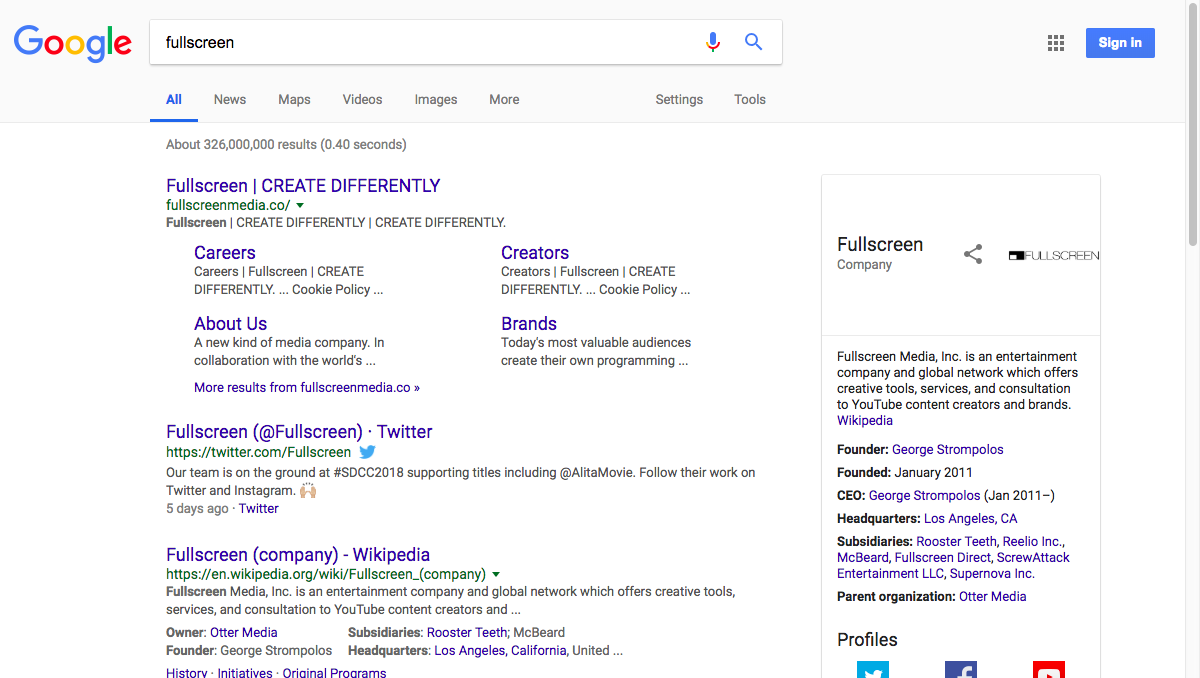 Google
fullscreen
Sign in
All News Maps Videos Images More Settings Tools
About 326,000,000 results (0.40 seconds)
Fullscreen | CREATE DIFFERENTLY
fullscreenmedia.co/
Fullscreen | CREATE DIFFERENTLY | CREATE DIFFERENTLY.
Careers
Careers | Fullscreen | CREATE
DIFFERENTLY. ... Cookie Policy ...
Creators
Creators | Fullscreen | CREATE
DIFFERENTLY. ... Cookie Policy ...
About Us
A new kind of media company. In
collaboration with the world's ...
Brands
Today's most valuable audiences
create their own programming ...
More results from fullscreenmedia.co »
Fullscreen (@Fullscreen) · Twitter
https://twitter.com/Fullscreen
Our team is on the ground at #SDCC2018 supporting titles including @AlitaMovie. Follow their work on
Twitter and Instagram. 🙌🏼
5 days ago · Twitter
Fullscreen (company) - Wikipedia
https://en.wikipedia.org/wiki/Fullscreen_(company)
Fullscreen Media, Inc. is an entertainment company and global network which offers creative tools,
services, and consultation to YouTube content creators and ...
Owner: Otter Media Subsidiaries: Rooster Teeth; McBeard
Founder: George Strompolos Headquarters: Los Angeles, California, United ...
History · Initiatives · Original Programs
Fullscreen
Company
FULLSCREEN
Fullscreen Media, Inc. is an entertainment
company and global network which offers
creative tools, services, and consultation
to YouTube content creators and brands.
Wikipedia
Founder: George Strompolos
Founded: January 2011
CEO: George Strompolos (Jan 2011–)
Headquarters: Los Angeles, CA
Subsidiaries: Rooster Teeth, Reelio Inc.,
McBeard, Fullscreen Direct, ScrewAttack
Entertainment LLC, Supernova Inc.
Parent organization: Otter Media
Profiles